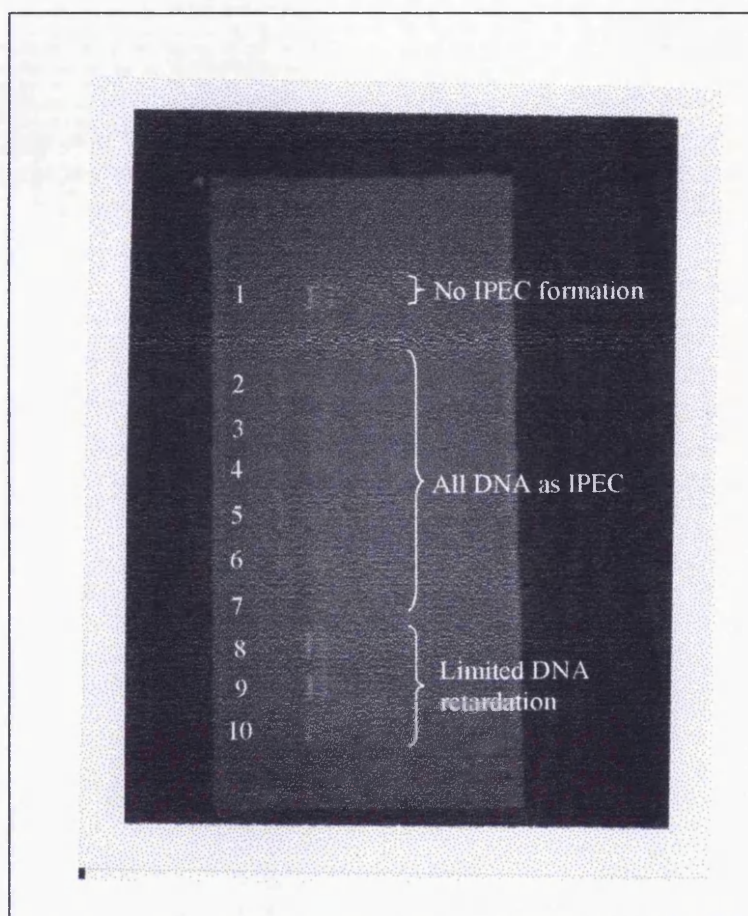 1 No IPEC formation
2
3
4
All DNA as IPEC
5
6
7
8
Limited DNA
9
retardation
10